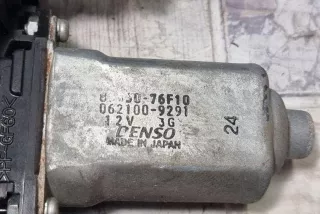 -76F10
062100-9291
12V 3G
DENSO
MADE IN JAPAN
24